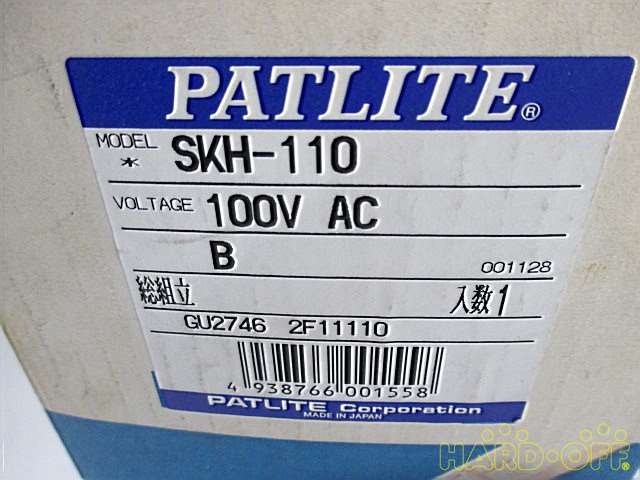 PATLITE®
MODEL * SKH-110
VOLTAGE 100V AC
B 001128
総組立 入数1
GU2746 2F11110
4 938766 001558
PATLITE Corporation
MADE IN JAPAN
HARD-OFF